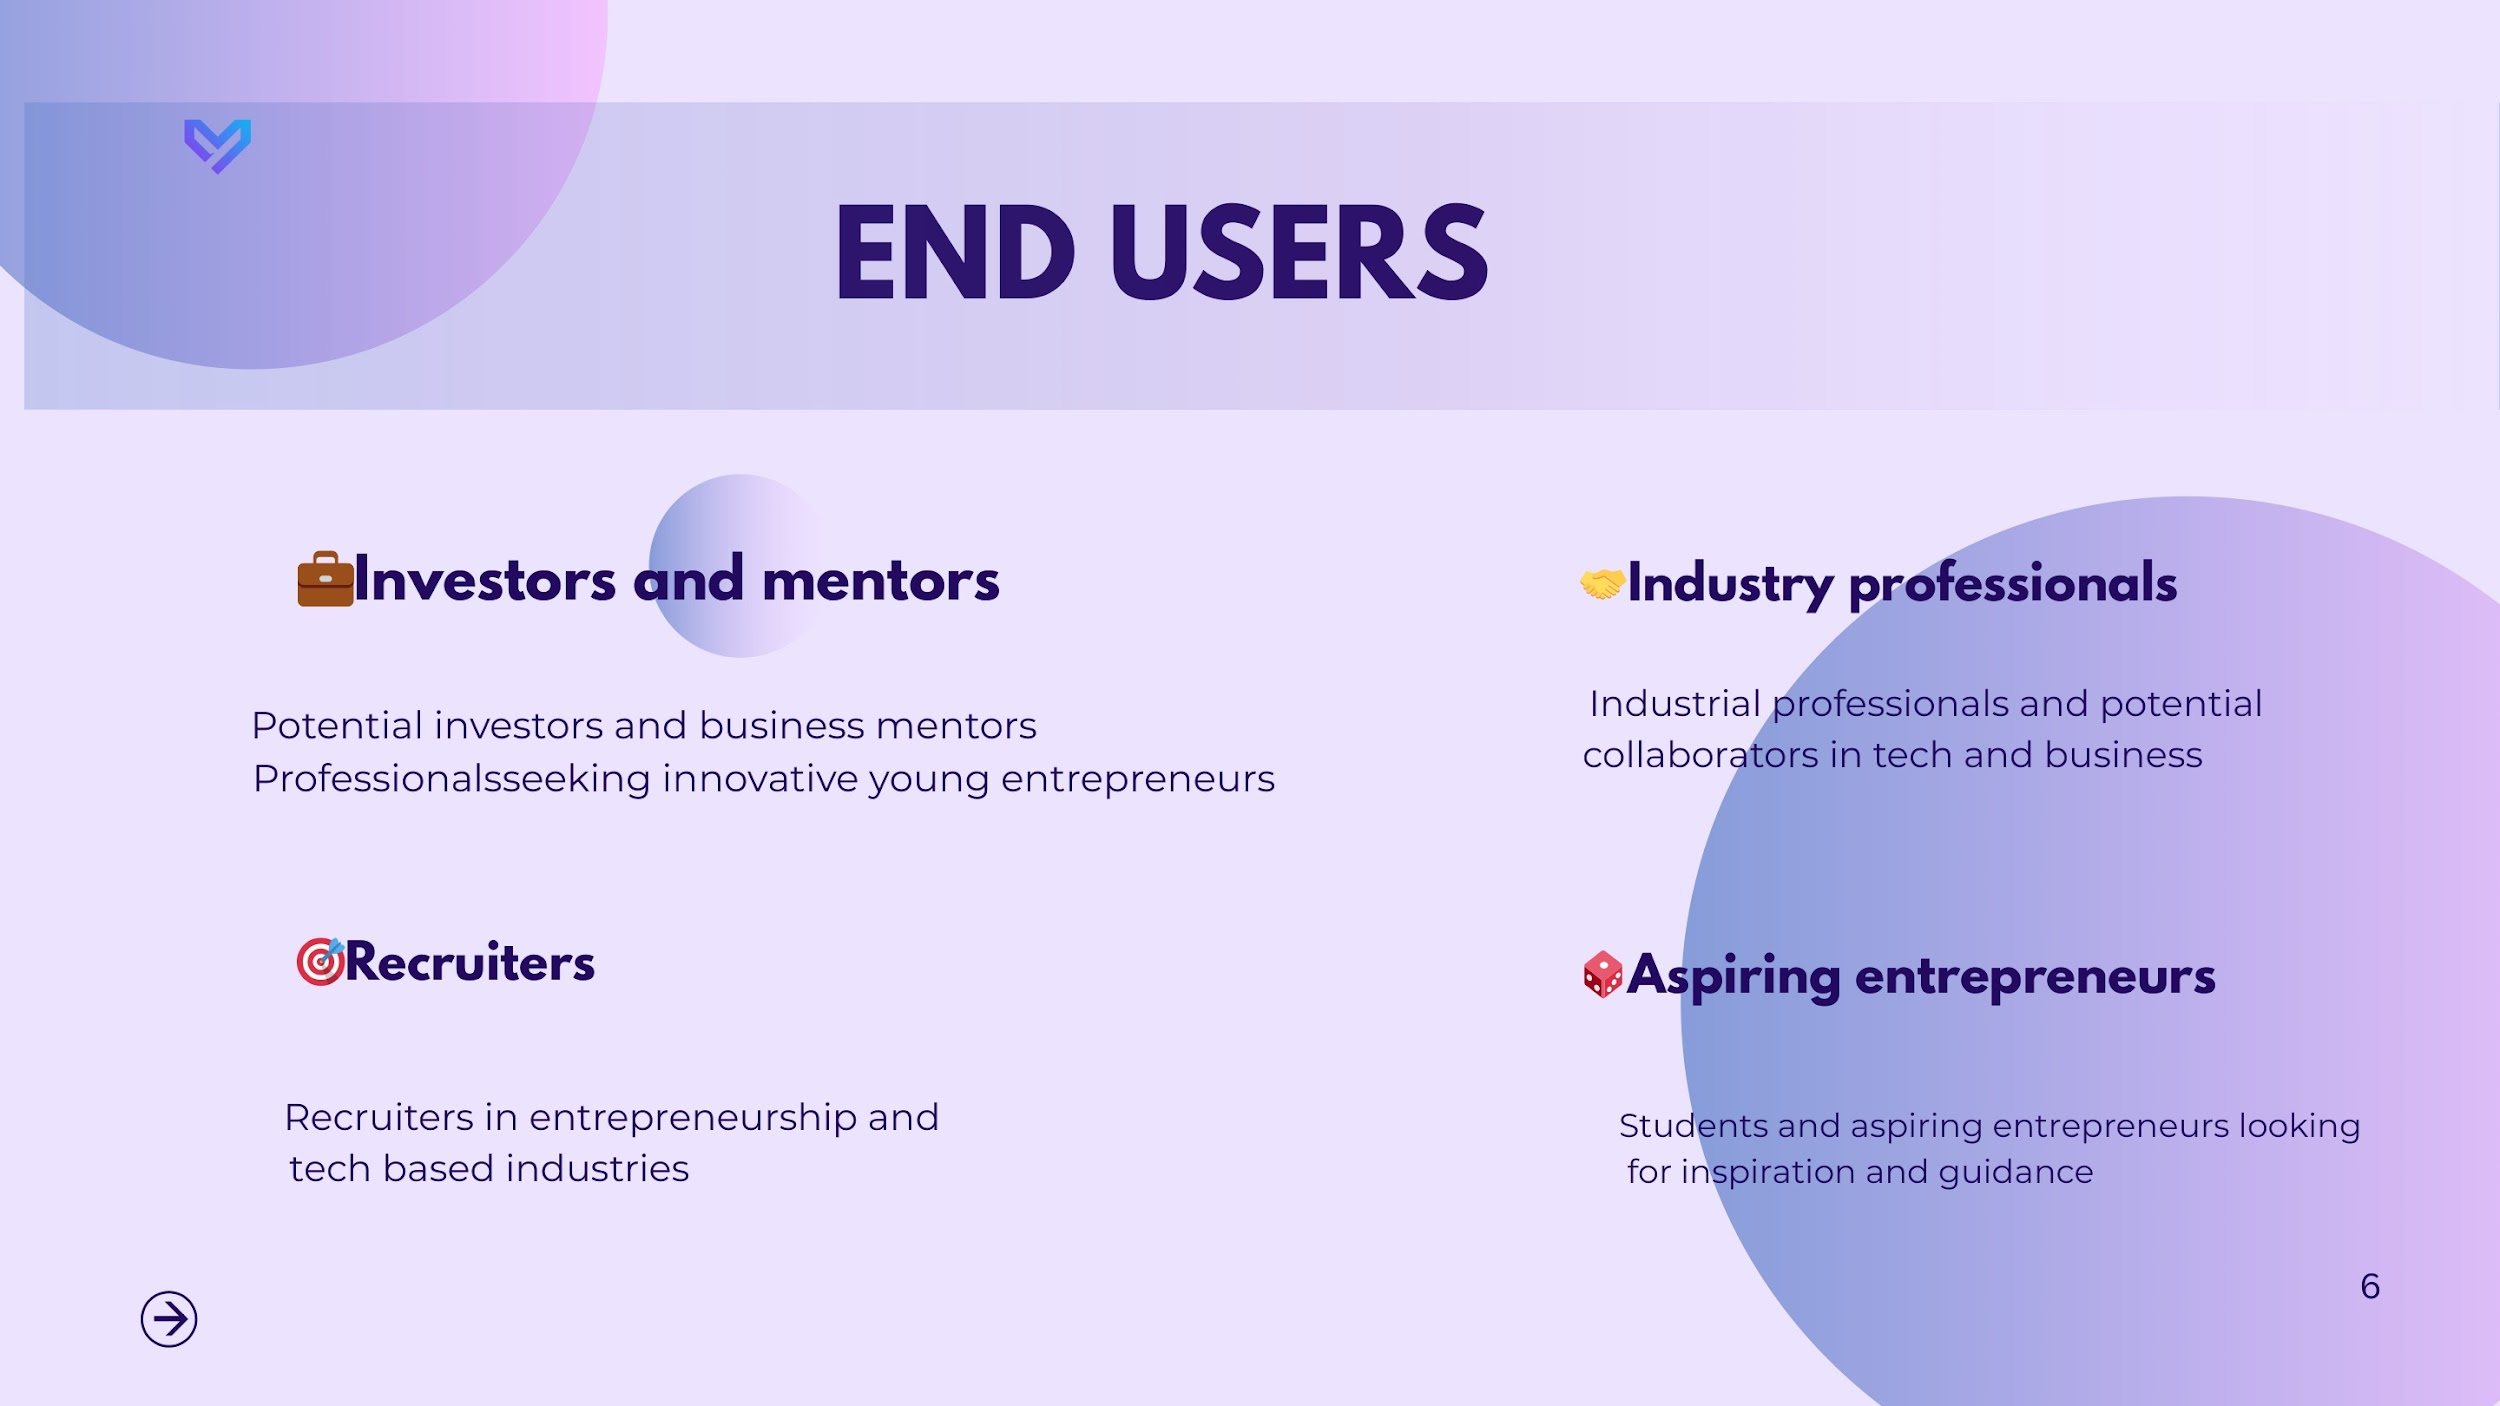 END USERS
💼Investors and mentors
Potential investors and business mentors
Professionalsseeking innovative young entrepreneurs
🤝Industry professionals
Industrial professionals and potential
collaborators in tech and business
🎯Recruiters
Recruiters in entrepreneurship and
tech based industries
🎲Aspiring entrepreneurs
Students and aspiring entrepreneurs looking
for inspiration and guidance
6